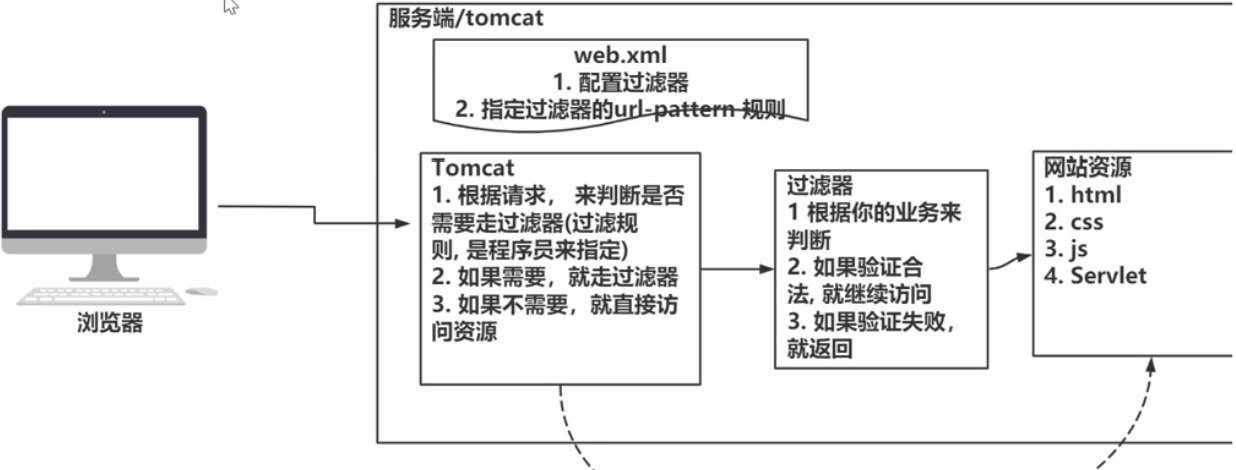 服务端/tomcat
web.xml
1. 配置过滤器
2. 指定过滤器的url-pattern 规则
Tomcat
1. 根据请求， 来判断是否
需要走过滤器(过滤规
则, 是程序员来指定)
2. 如果需要，就走过滤器
3. 如果不需要，就直接访
问资源
过滤器
1 根据你的业务来
判断
2. 如果验证合
法, 就继续访问
3. 如果验证失败，
就返回
网站资源
1. html
2. css
3. js
4. Servlet
浏览器